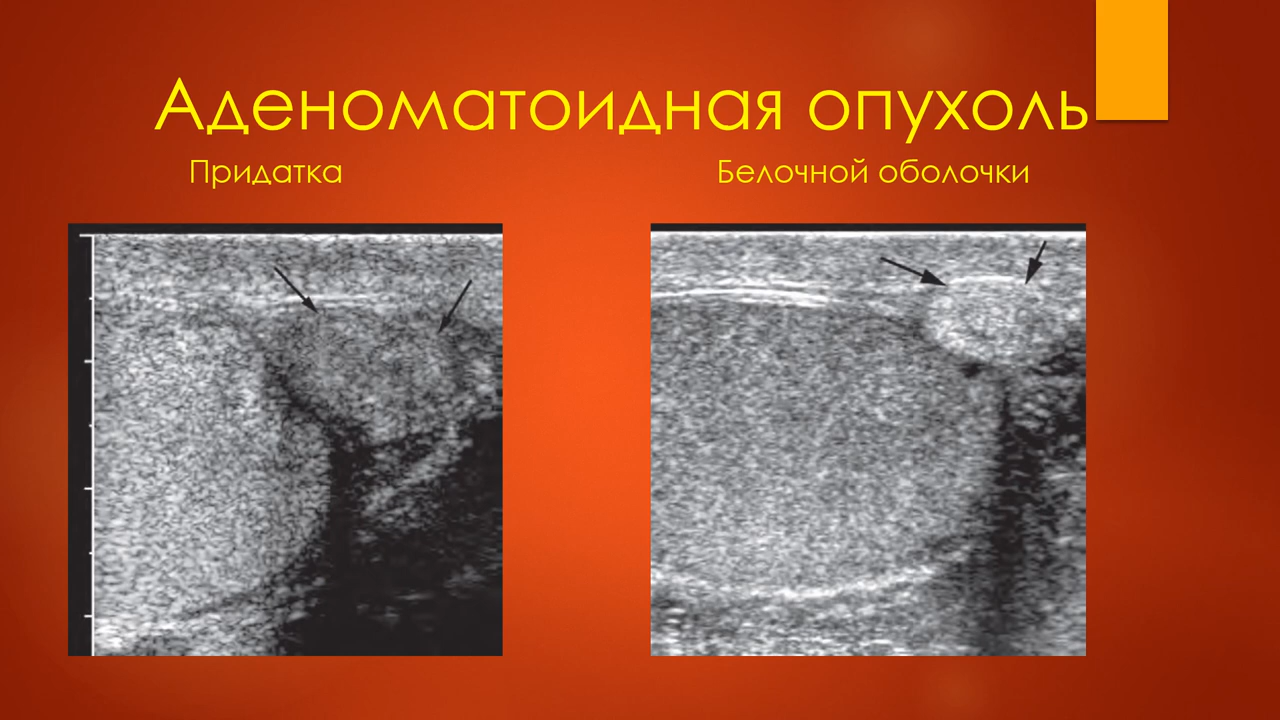 Аденоматоидная опухоль
Придатка
Белочной оболочки